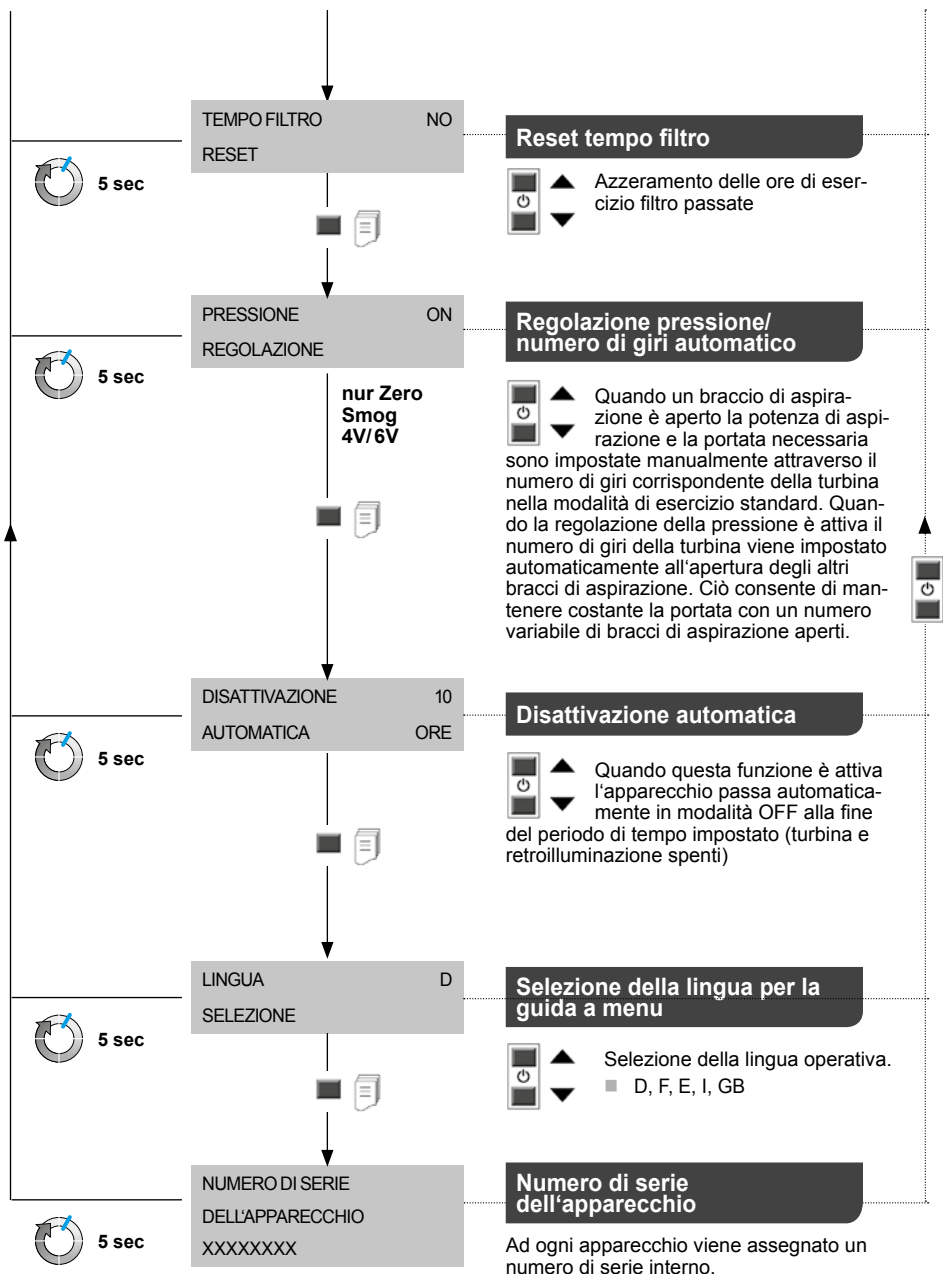 TEMPO FILTRO NO
RESET
5 sec
Reset tempo filtro
Azzeramento delle ore di eser-
cizio filtro passate
PRESSIONE ON
REGOLAZIONE
5 sec
nur Zero
Smog
4V/6V
Regolazione pressione/
numero di giri automatico
Quando un braccio di aspira-
zione è aperto la potenza di aspi-
razione e la portata necessaria
sono impostate manualmente attraverso il
numero di giri corrispondente della turbina
nella modalità di esercizio standard. Quan-
do la regolazione della pressione è attiva il
numero di giri della turbina viene impostato
automaticamente all‘apertura degli altri
bracci di aspirazione. Ciò consente di man-
tenere costante la portata con un numero
variabile di bracci di aspirazione aperti.
DISATTIVAZIONE 10
AUTOMATICA ORE
5 sec
Disattivazione automatica
Quando questa funzione è attiva
l‘apparecchio passa automatica-
mente in modalità OFF alla fine
del periodo di tempo impostato (turbina e
retroilluminazione spenti)
LINGUA D
SELEZIONE
5 sec
Selezione della lingua per la
guida a menu
Selezione della lingua operativa.
D, F, E, I, GB
NUMERO DI SERIE
DELL‘APPARECCHIO
XXXXXXXX
5 sec
Numero di serie
dell‘apparecchio
Ad ogni apparecchio viene assegnato un
numero di serie interno.